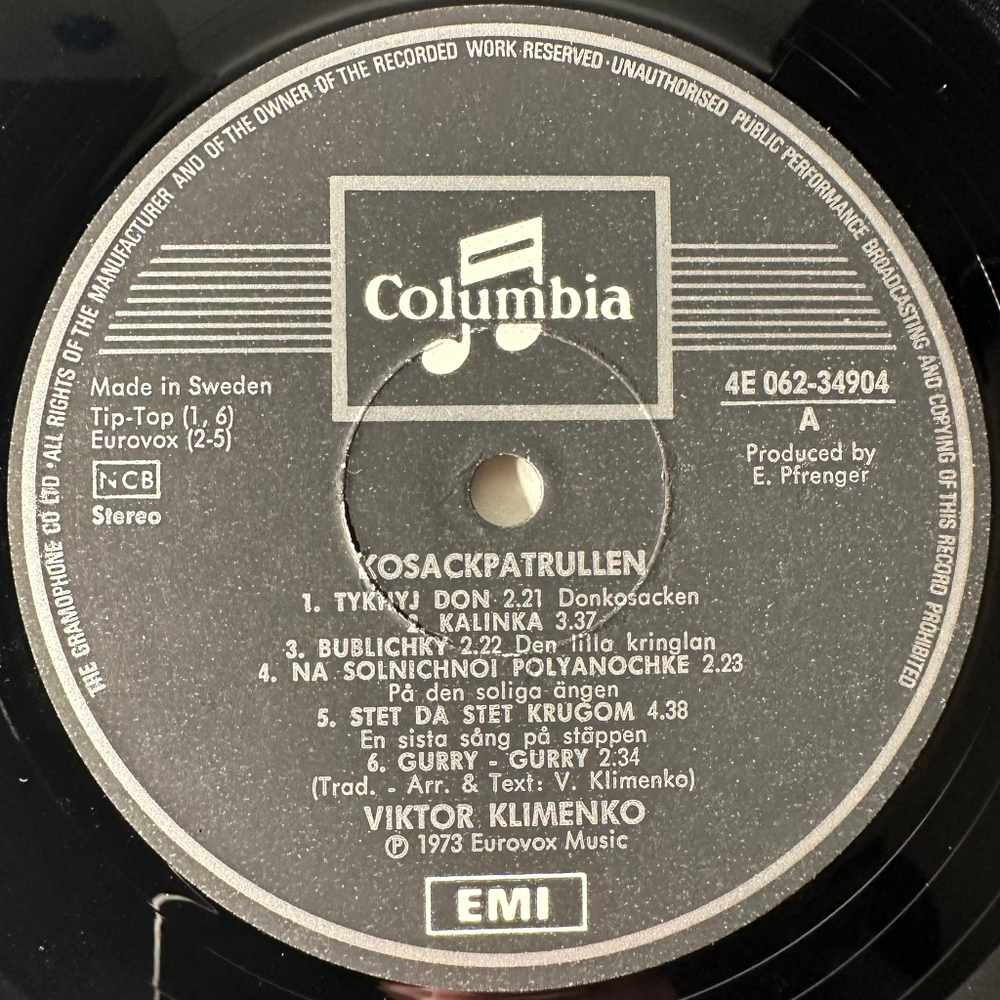 THE GRAMOPHONE CO LTD • ALL RIGHTS OF THE MANUFACTURER AND OF THE OWNER OF THE RECORDED WORK RESERVED • UNAUTHORISED PUBLIC PERFORMANCE BROADCASTING AND COPYING OF THIS RECORD PROHIBITED
Columbia
Made in Sweden
Tip-Top (1, 6)
Eurovox (2-5)
NCB
Stereo
4E 062-34904
A
Produced by
E. Pfrenger
KOSACKPATRULLEN
1. TYKHYJ DON 2.21 Donkosacken
2. KALINKA 3.37
3. BUBLICHKY 2.22 Den lilla kringlan
4. NA SOLNICHNOI POLYANOCHKE 2.23
På den soliga ängen
5. STET DA STET KRUGOM 4.38
En sista sång på stäppen
6. GURRY - GURRY 2:34
(Trad. - Arr. & Text: V. Klimenko)
VIKTOR KLIMENKO
℗ 1973 Eurovox Music
EMI